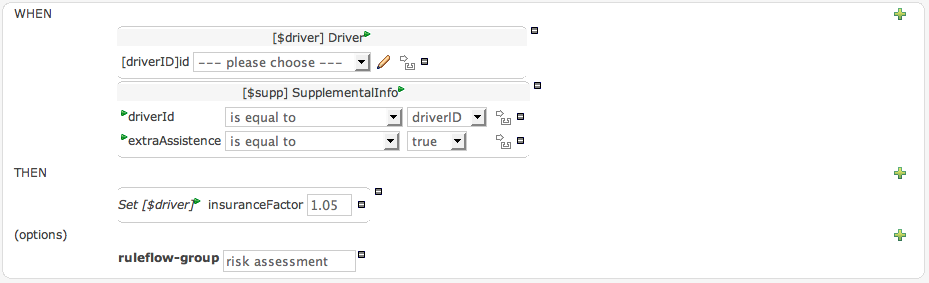 WHEN
[$driver] Driver
[driverID]id --- please choose ---
[$supp] SupplementalInfo
driverId is equal to driverID
extraAssistence is equal to true
THEN
Set [$driver] insuranceFactor 1.05
(options)
ruleflow-group risk assessment